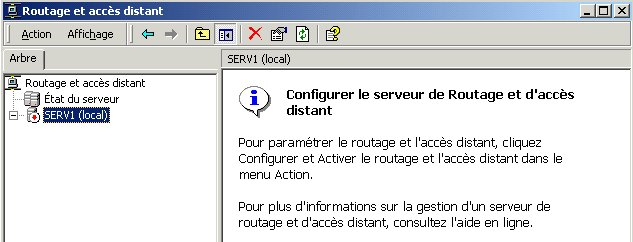 Routage et accès distant
Action Affichage
Arbre
SERV1 (local)
Routage et accès distant
État du serveur
SERV1 (local)
Configurer le serveur de Routage et d'accès
distant
Pour paramétrer le routage et l'accès distant, cliquez
Configurer et Activer le routage et l'accès distant dans le
menu Action.
Pour plus d'informations sur la gestion d'un serveur de
routage et d'accès distant, consultez l'aide en ligne.